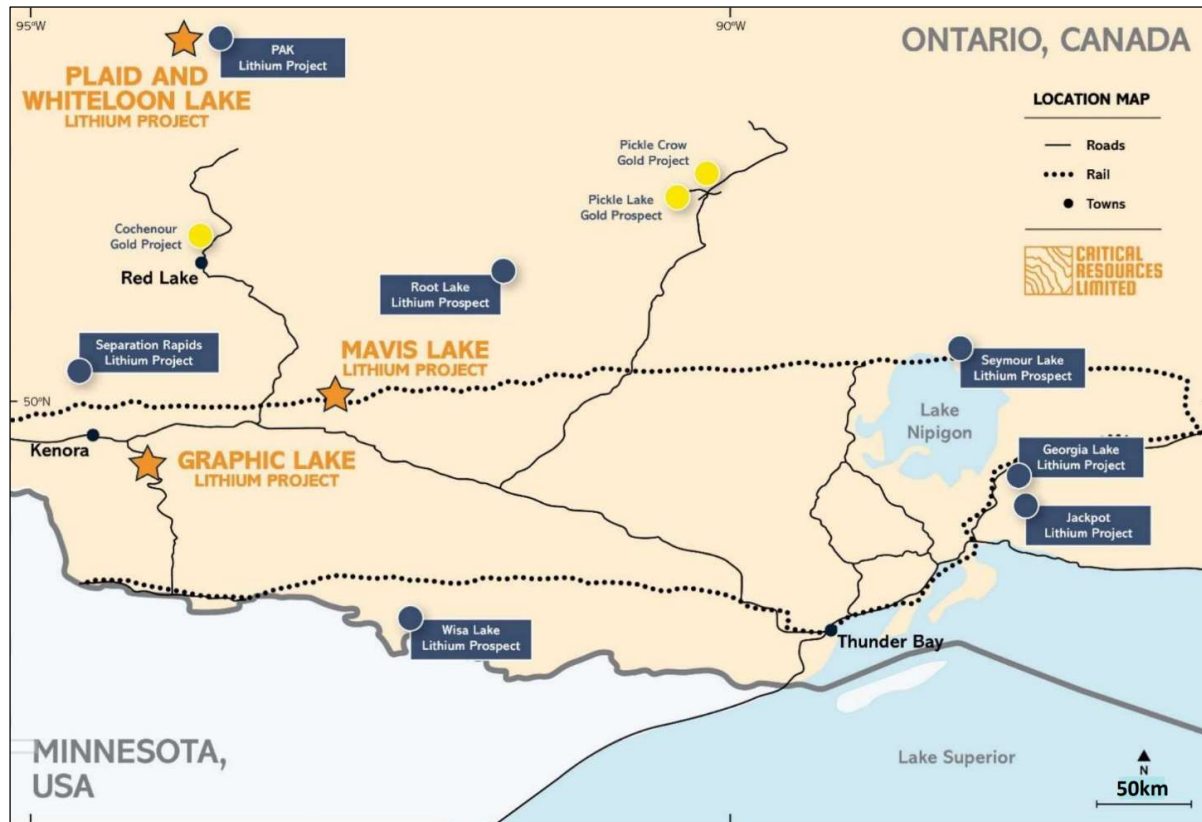 95°W
90°W
ONTARIO, CANADA
PAK
Lithium Project
PLAID AND
WHITELOON LAKE
LITHIUM PROJECT
LOCATION MAP
Roads
Rail
Towns
CRITICAL
RESOURCES
LIMITED
Pickle Crow
Gold Project
Pickle Lake
Gold Prospect
Cochenour
Gold Project
Red Lake
Root Lake
Lithium Prospect
Separation Rapids
Lithium Project
MAVIS LAKE
LITHIUM PROJECT
Seymour Lake
Lithium Prospect
50°N
Lake
Nipigon
Kenora
GRAPHIC LAKE
LITHIUM PROJECT
Georgia Lake
Lithium Project
Jackpot
Lithium Project
Wisa Lake
Lithium Prospect
Thunder Bay
MINNESOTA,
USA
Lake Superior
N
50km